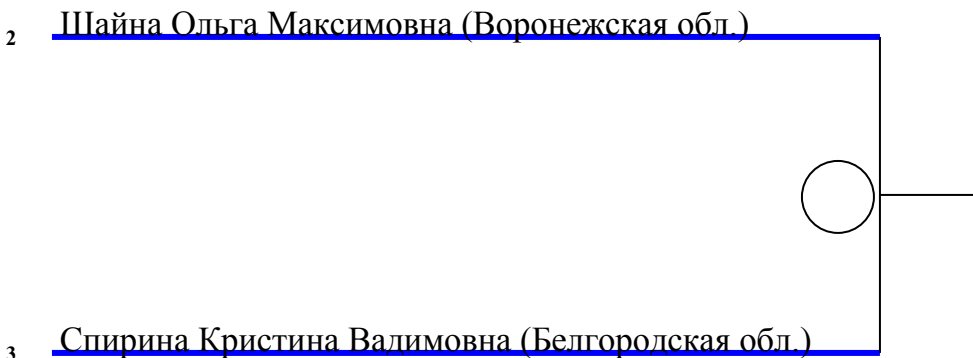 2 Шайна Ольга Максимовна (Воронежская обл.)
3 Спирина Кристина Вадимовна (Белгородская обл.)